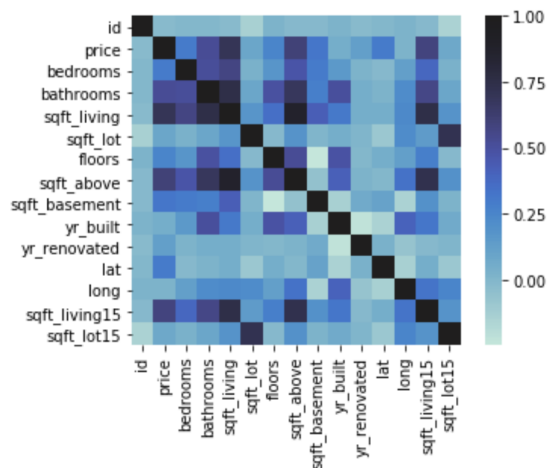 id
price
bedrooms
bathrooms
sqft_living
sqft_lot
floors
sqft_above
sqft_basement
yr_built
yr_renovated
lat
long
sqft_living15
sqft_lot15
id
price
bedrooms
bathrooms
sqft_living
sqft_lot
floors
sqft_above
sqft_basement
yr_built
yr_renovated
lat
long
sqft_living15
sqft_lot15
1.00
0.75
0.50
0.25
0.00